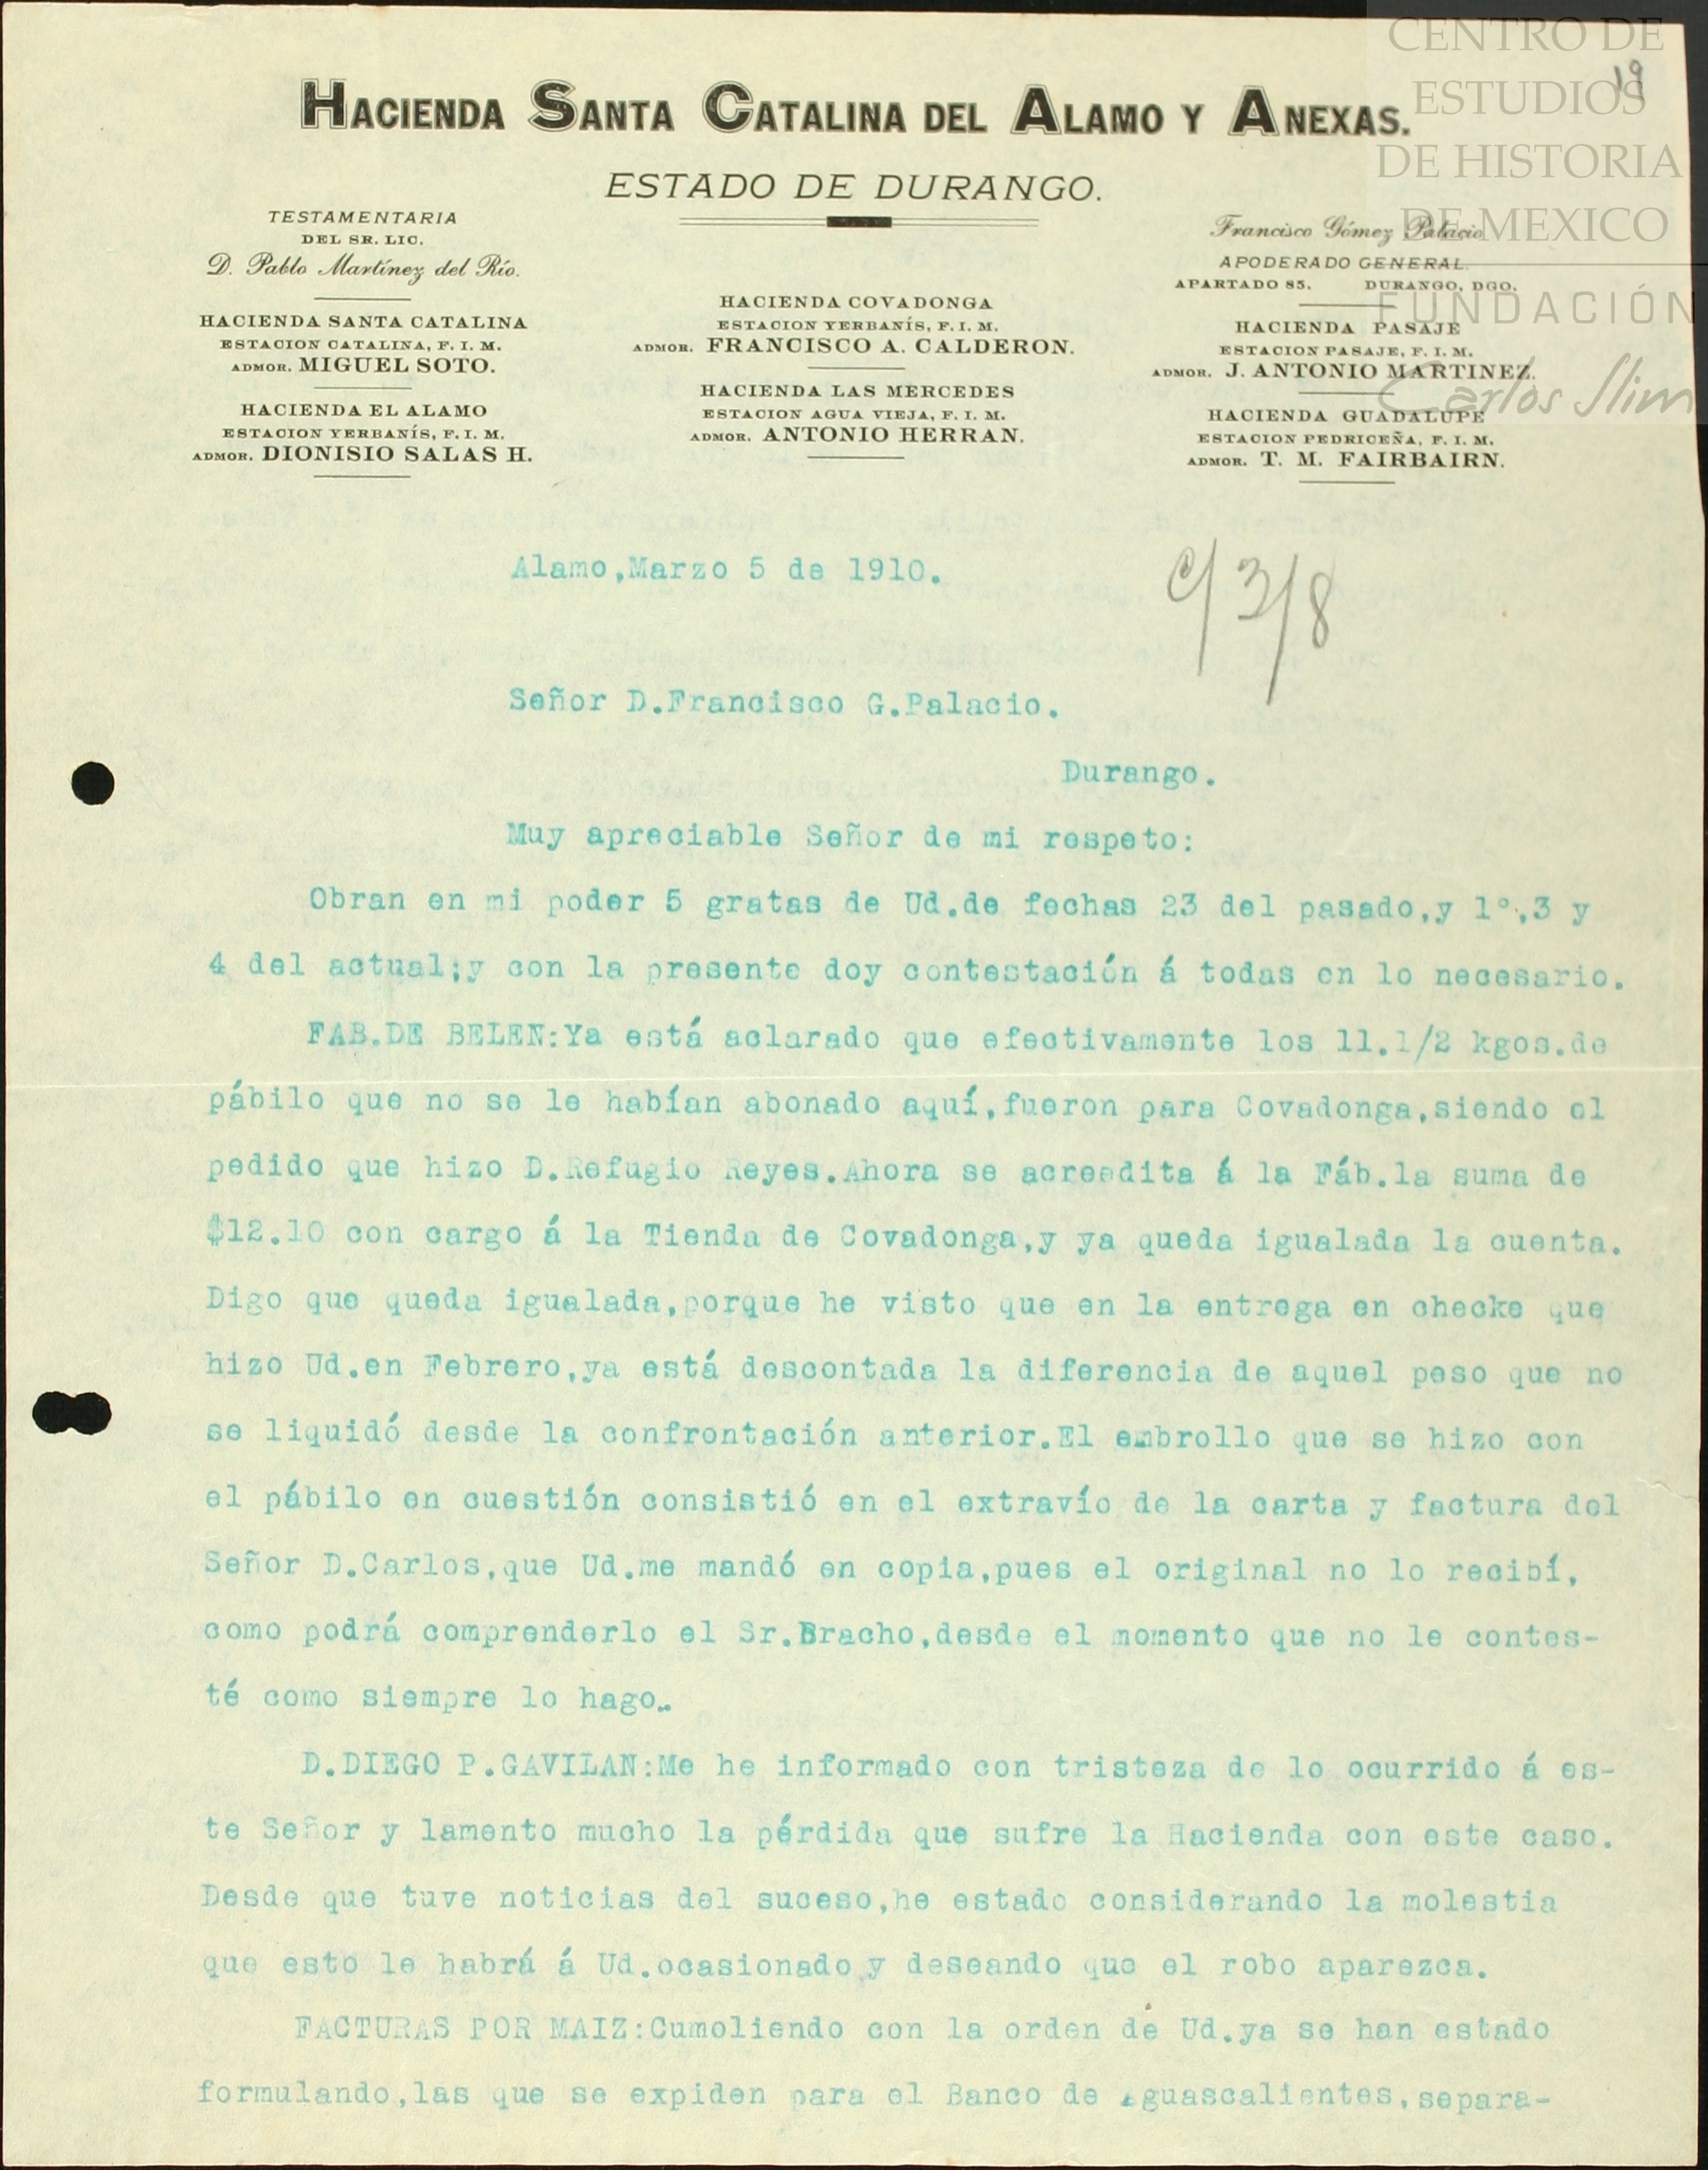 CENTRO DE
ESTUDIOS
DE HISTORIA
DE MEXICO
FUNDACIÓN
Carlos Slim
19
HACIENDA SANTA CATALINA DEL ALAMO Y ANEXAS.
ESTADO DE DURANGO.
TESTAMENTARIA
DEL SR. LIC.
D. Pablo Martínez del Río.
HACIENDA SANTA CATALINA
ESTACION CATALINA, F. I. M.
ADMOR. MIGUEL SOTO.
HACIENDA EL ALAMO
ESTACION YERBANÍS, F. I. M.
ADMOR. DIONISIO SALAS H.
HACIENDA COVADONGA
ESTACION YERBANÍS, F. I. M.
ADMOR. FRANCISCO A. CALDERON.
HACIENDA LAS MERCEDES
ESTACION AGUA VIEJA, F. I. M.
ADMOR. ANTONIO HERRAN.
Francisco Gómez Palacio
APODERADO GENERAL.
APARTADO 85. DURANGO, DGO.
HACIENDA PASAJE
ESTACION PASAJE, F. I. M.
ADMOR. J. ANTONIO MARTINEZ.
HACIENDA GUADALUPE
ESTACION PEDRICEÑA, F. I. M.
ADMOR. T. M. FAIRBAIRN.
Alamo,Marzo 5 de 1910.
C/3/8
Señor D.Francisco G.Palacio.
Durango.
Muy apreciable Señor de mi respeto:
Obran en mi poder 5 gratas de Ud.de fechas 23 del pasado,y 1°,3 y
4 del actual;y con la presente doy contestación á todas en lo necesario.
FAB.DE BELEN:Ya está aclarado que efectivamente los 11.1/2 kgos.de
pábilo que no se le habían abonado aquí,fueron para Covadonga,siendo el
pedido que hizo D.Refugio Reyes.Ahora se acreedita á la Fáb.la suma de
$12.10 con cargo á la Tienda de Covadonga,y ya queda igualada la cuenta.
Digo que queda igualada,porque he visto que en la entrega en checke que
hizo Ud.en Febrero,ya está descontada la diferencia de aquel peso que no
se liquidó desde la confrontación anterior.El embrollo que se hizo con
el pábilo en cuestión consistió en el extravío de la carta y factura del
Señor D.Carlos,que Ud.me mandó en copia,pues el original no lo recibí,
como podrá comprenderlo el Sr.Bracho,desde el momento que no le contes-
té como siempre lo hago..
D.DIEGO P.GAVILAN:Me he informado con tristeza de lo ocurrido á es-
te Señor y lamento mucho la pérdida que sufre la Hacienda con este caso.
Desde que tuve noticias del suceso,he estado considerando la molestia
que esto le habrá á Ud.ocasionado,y deseando que el robo aparezca.
FACTURAS POR MAIZ:Cumoliendo con la orden de Ud.ya se han estado
formulando,las que se expiden para el Banco de Aguascalientes,separa-